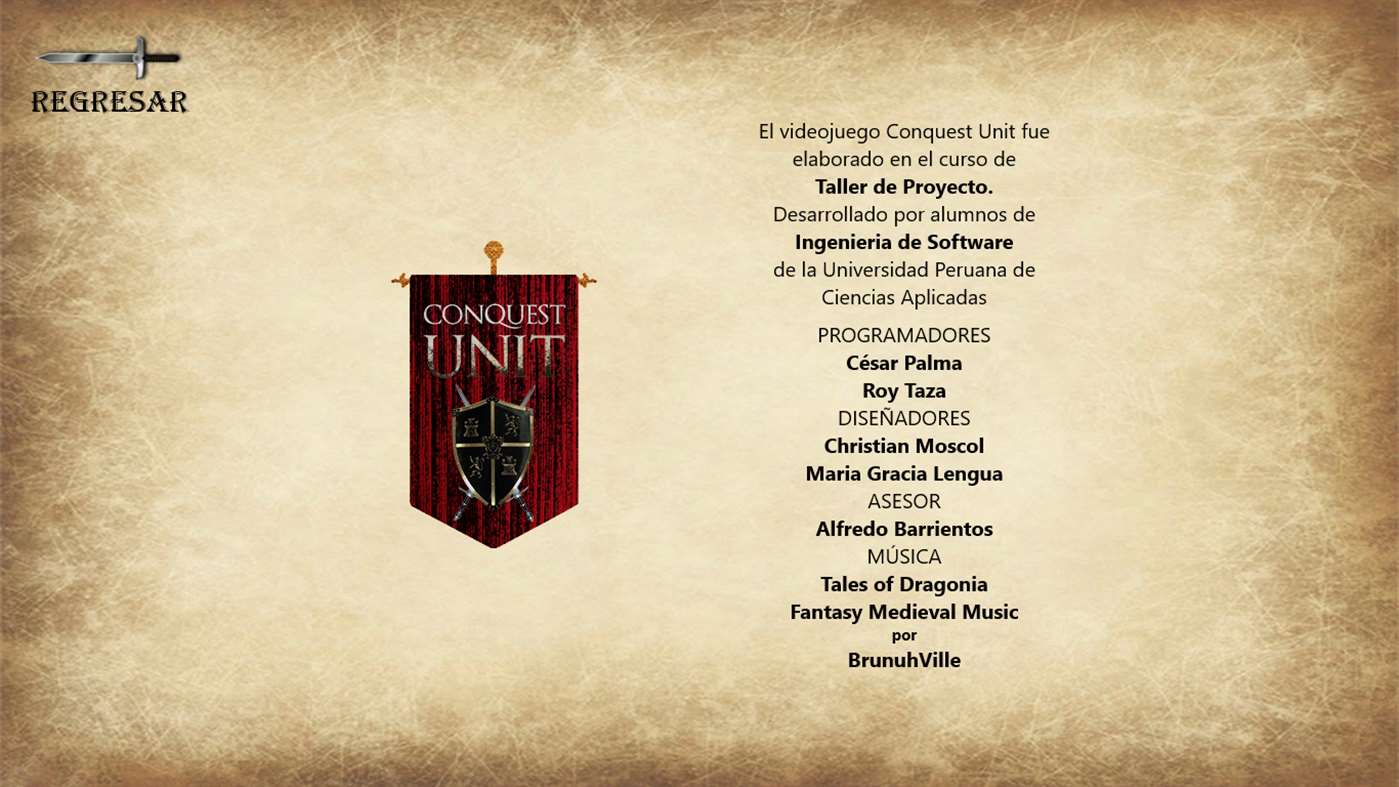 REGRESAR
El videojuego Conquest Unit fue
elaborado en el curso de
Taller de Proyecto.
Desarrollado por alumnos de
Ingenieria de Software
de la Universidad Peruana de
Ciencias Aplicadas
CONQUEST
UNIT
PROGRAMADORES
César Palma
Roy Taza
DISEÑADORES
Christian Moscol
Maria Gracia Lengua
ASESOR
Alfredo Barrientos
MÚSICA
Tales of Dragonia
Fantasy Medieval Music
por
BrunuhVille